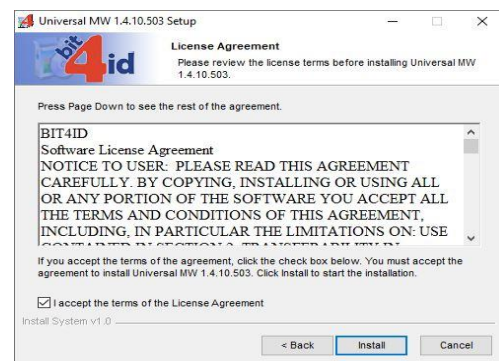 Universal MW 1.4.10.503 Setup
bit
4id
License Agreement
Please review the license terms before installing Universal MW
1.4.10.503.
Press Page Down to see the rest of the agreement.
BIT4ID
Software License Agreement
NOTICE TO USER: PLEASE READ THIS AGREEMENT
CAREFULLY. BY COPYING, INSTALLING OR USING ALL
OR ANY PORTION OF THE SOFTWARE YOU ACCEPT ALL
THE TERMS AND CONDITIONS OF THIS AGREEMENT,
INCLUDING, IN PARTICULAR THE LIMITATIONS ON: USE
CONTAINED IN SECTION 2; TRANSFERABILITY IN
If you accept the terms of the agreement, click the check box below. You must accept the
agreement to install Universal MW 1.4.10.503. Click Install to start the installation.
I accept the terms of the License Agreement
Install System v1.0
< Back
Install
Cancel